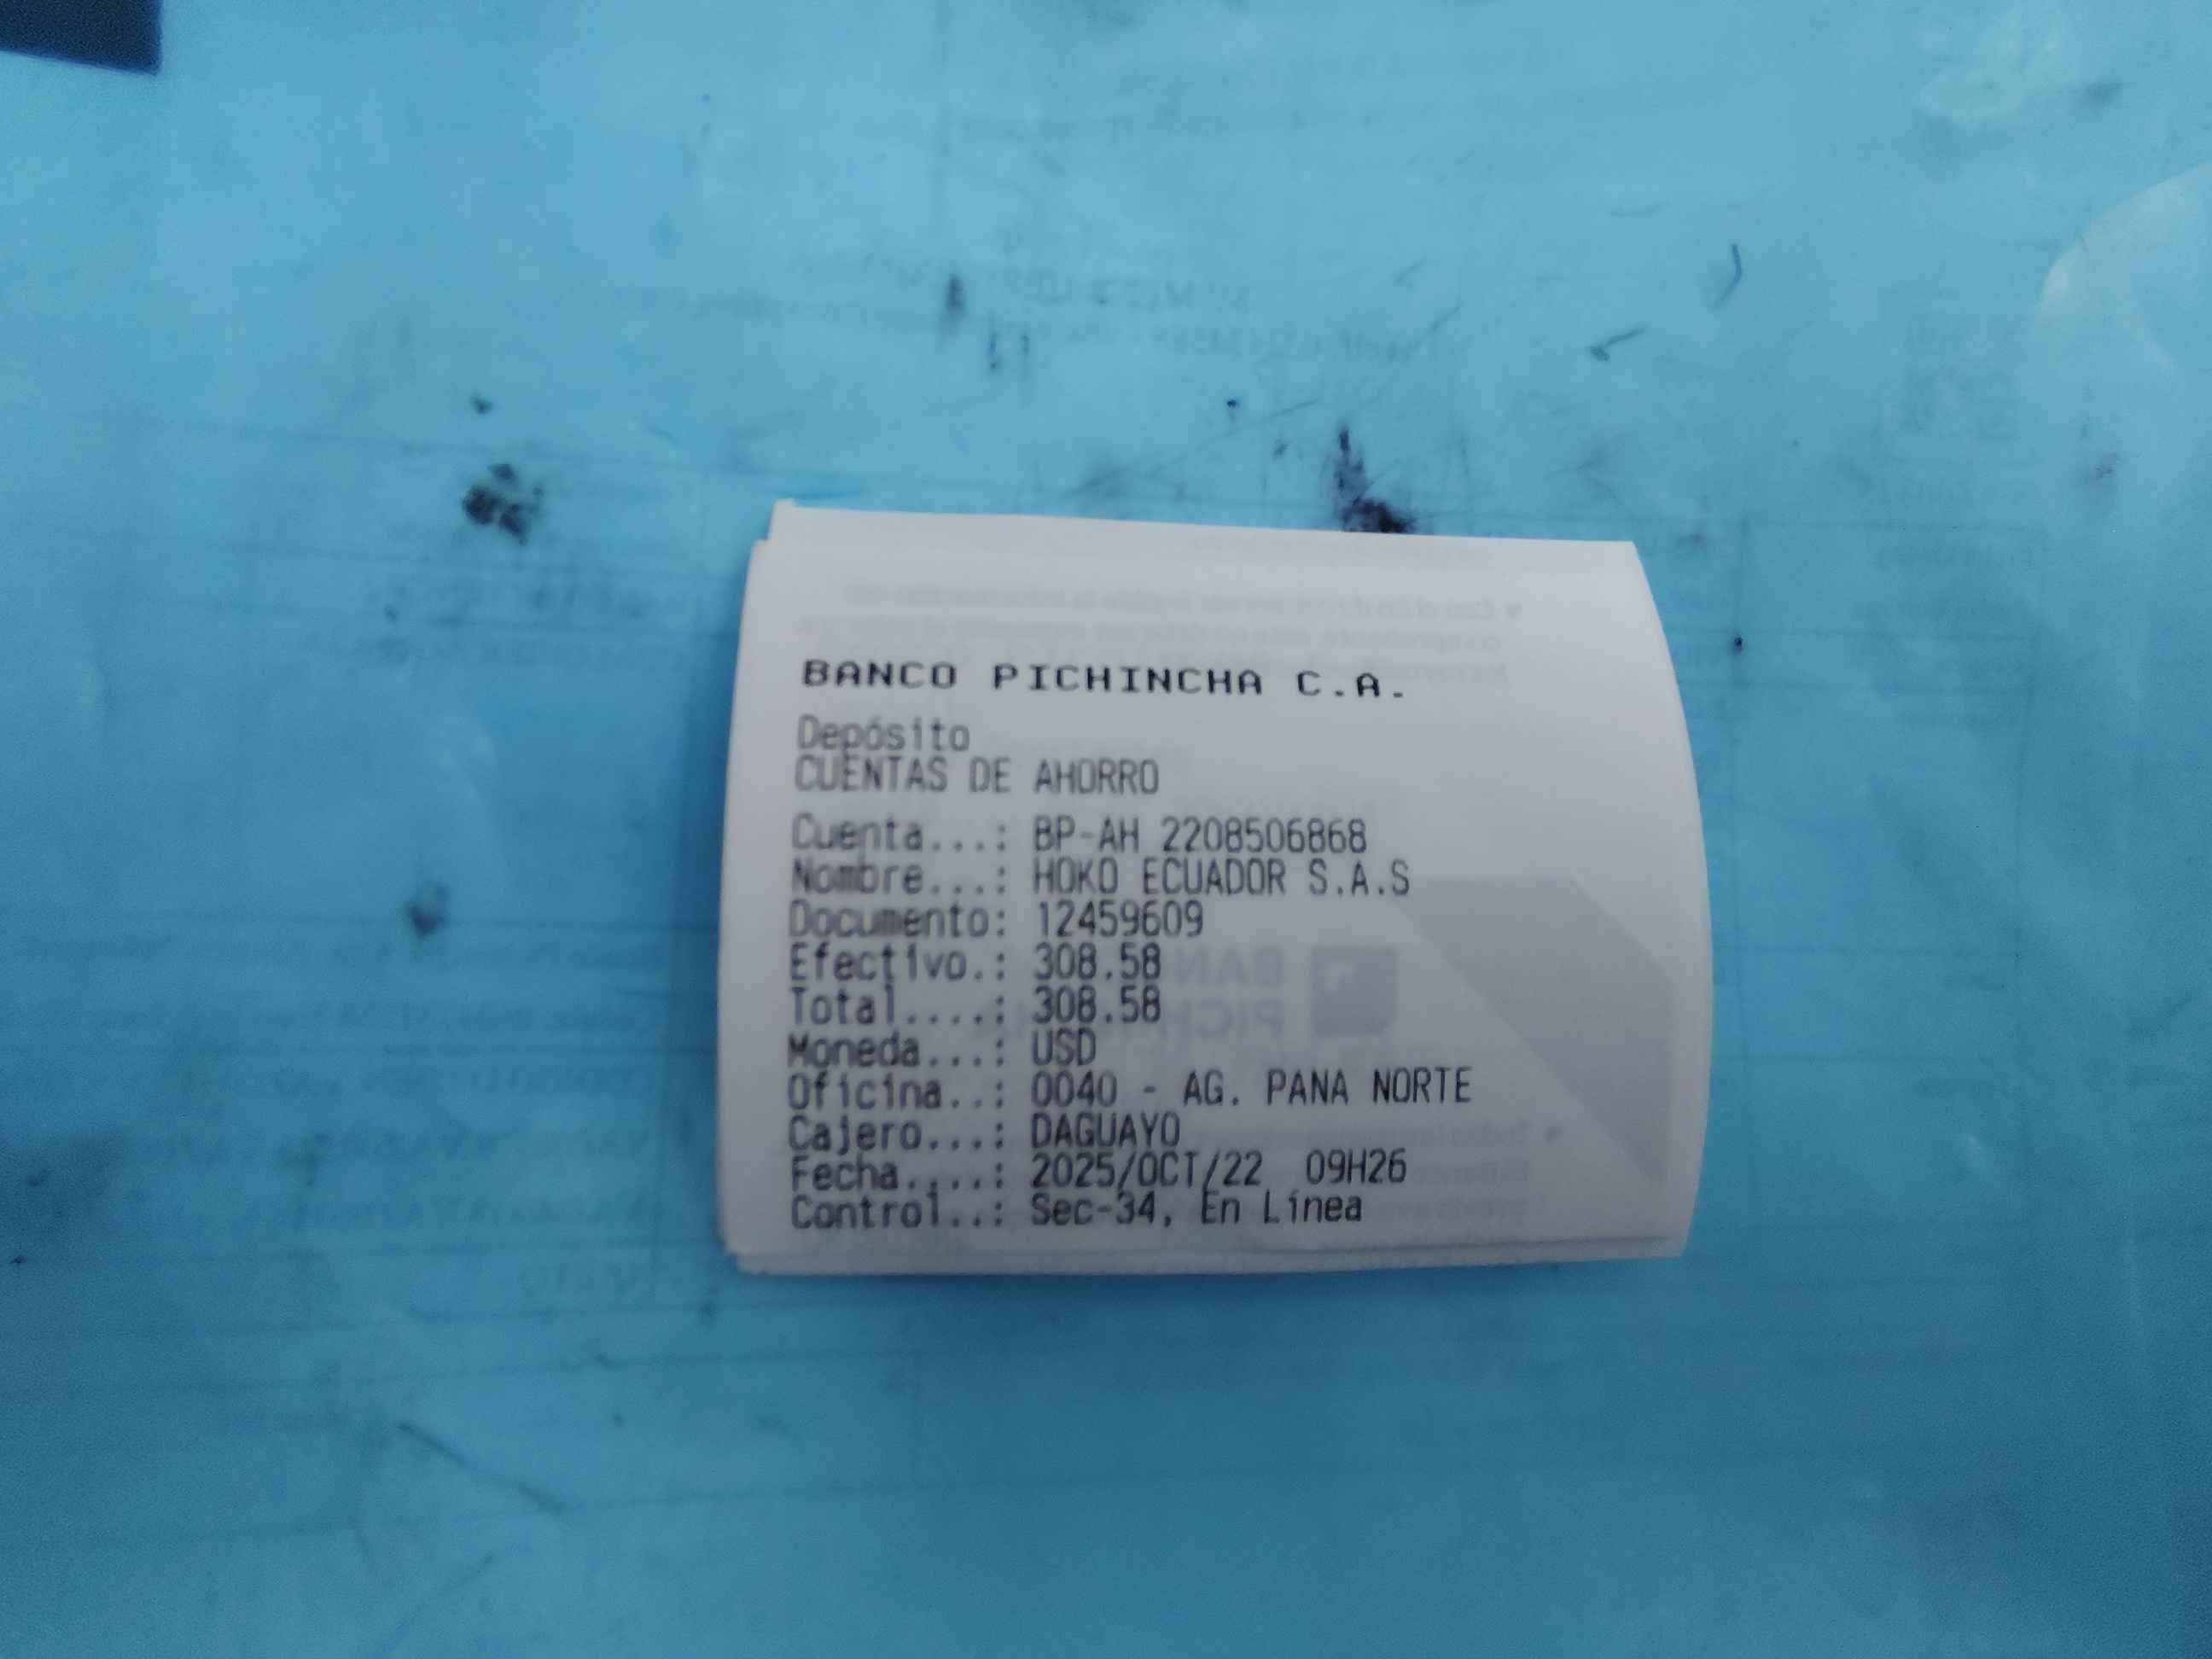 BANCO PICHINCHA C.A.
Depósito
CUENTAS DE AHORRO
Cuenta...: BP-AH 2208506868
Nombre...: HOKO ECUADOR S.A.S
Documento: 12459609
Efectivo.: 308.58
Total....: 308.58
Moneda...: USD
Oficina..: 0040 - AG. PANA NORTE
Cajero...: DAGUAYO
Fecha....: 2025/OCT/22 09H26
Control..: Sec-34, En Línea